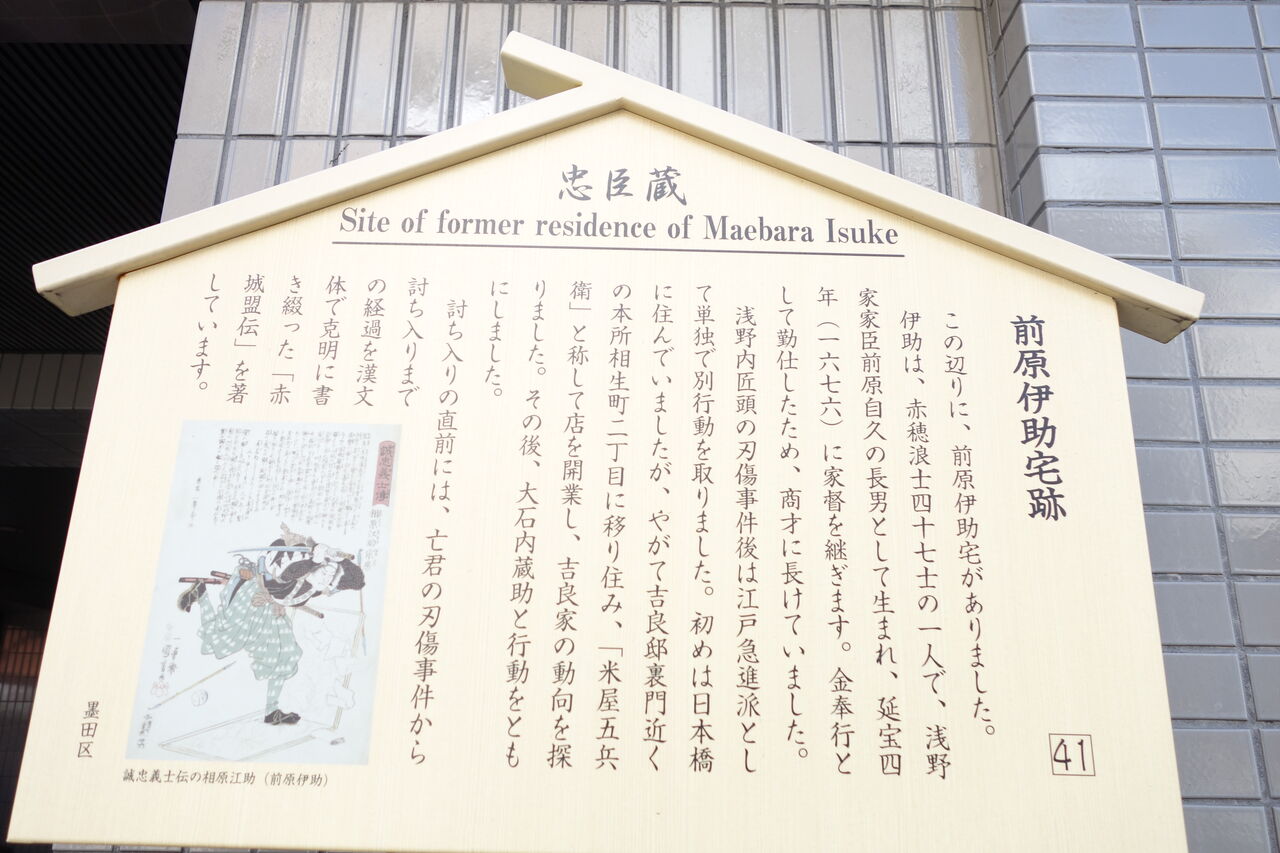 忠臣蔵
Site of former residence of Maebara Isuke
前原伊助宅跡
この辺りに、前原伊助宅がありました。
伊助は、赤穂浪士四十七士の一人で、浅野
家家臣前原自久の長男として生まれ、延宝四
年（一六七六）に家督を継ぎます。金奉行と
して勤仕したため、商才に長けていました。
浅野内匠頭の刃傷事件後は江戸急進派とし
て単独で別行動を取りました。初めは日本橋
に住んでいましたが、やがて吉良邸裏門近く
の本所相生町二丁目に移り住み、「米屋五兵
衛」と称して店を開業し、吉良家の動向を探
りました。その後、大石内蔵助と行動をとも
にしました。
討ち入りの直前には、亡君の刃傷事件から
討ち入りまで
の経過を漢文
体で克明に書
き綴った「赤
城盟伝」を著
しています。
41
誠忠義士傳
誠忠義士伝の相原江助（前原伊助）
墨田区